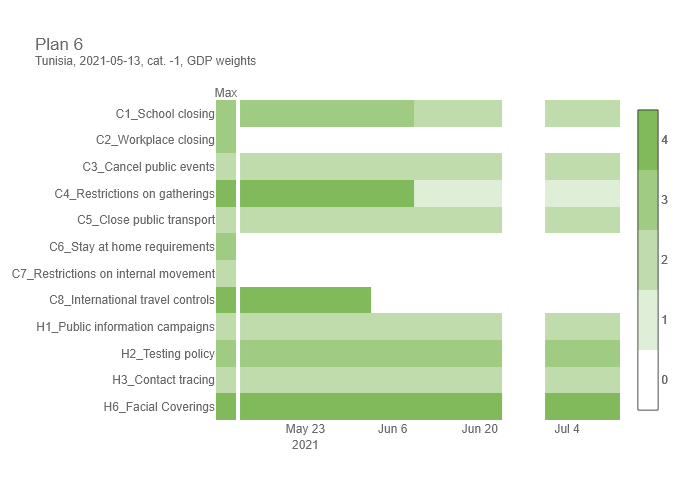 Plan 6
Tunisia, 2021-05-13, cat. -1, GDP weights
Max
C1_School closing
C2_Workplace closing
C3_Cancel public events
C4_Restrictions on gatherings
C5_Close public transport
C6_Stay at home requirements
C7_Restrictions on internal movement
C8_International travel controls
H1_Public information campaigns
H2_Testing policy
H3_Contact tracing
H6_Facial Coverings
May 23 Jun 6 Jun 20 Jul 4
2021
4
3
2
1
0